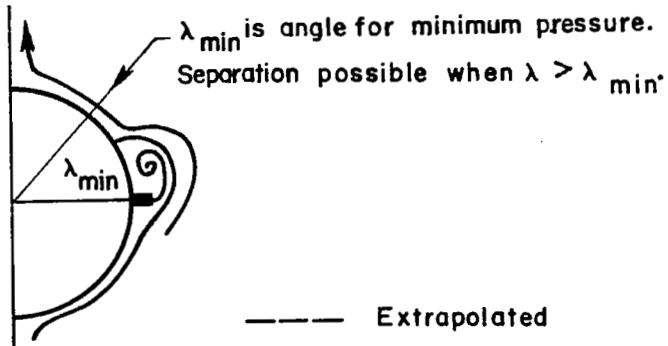 λ min is angle for minimum pressure.
Separation possible when λ > λ min.
λ min
Extrapolated